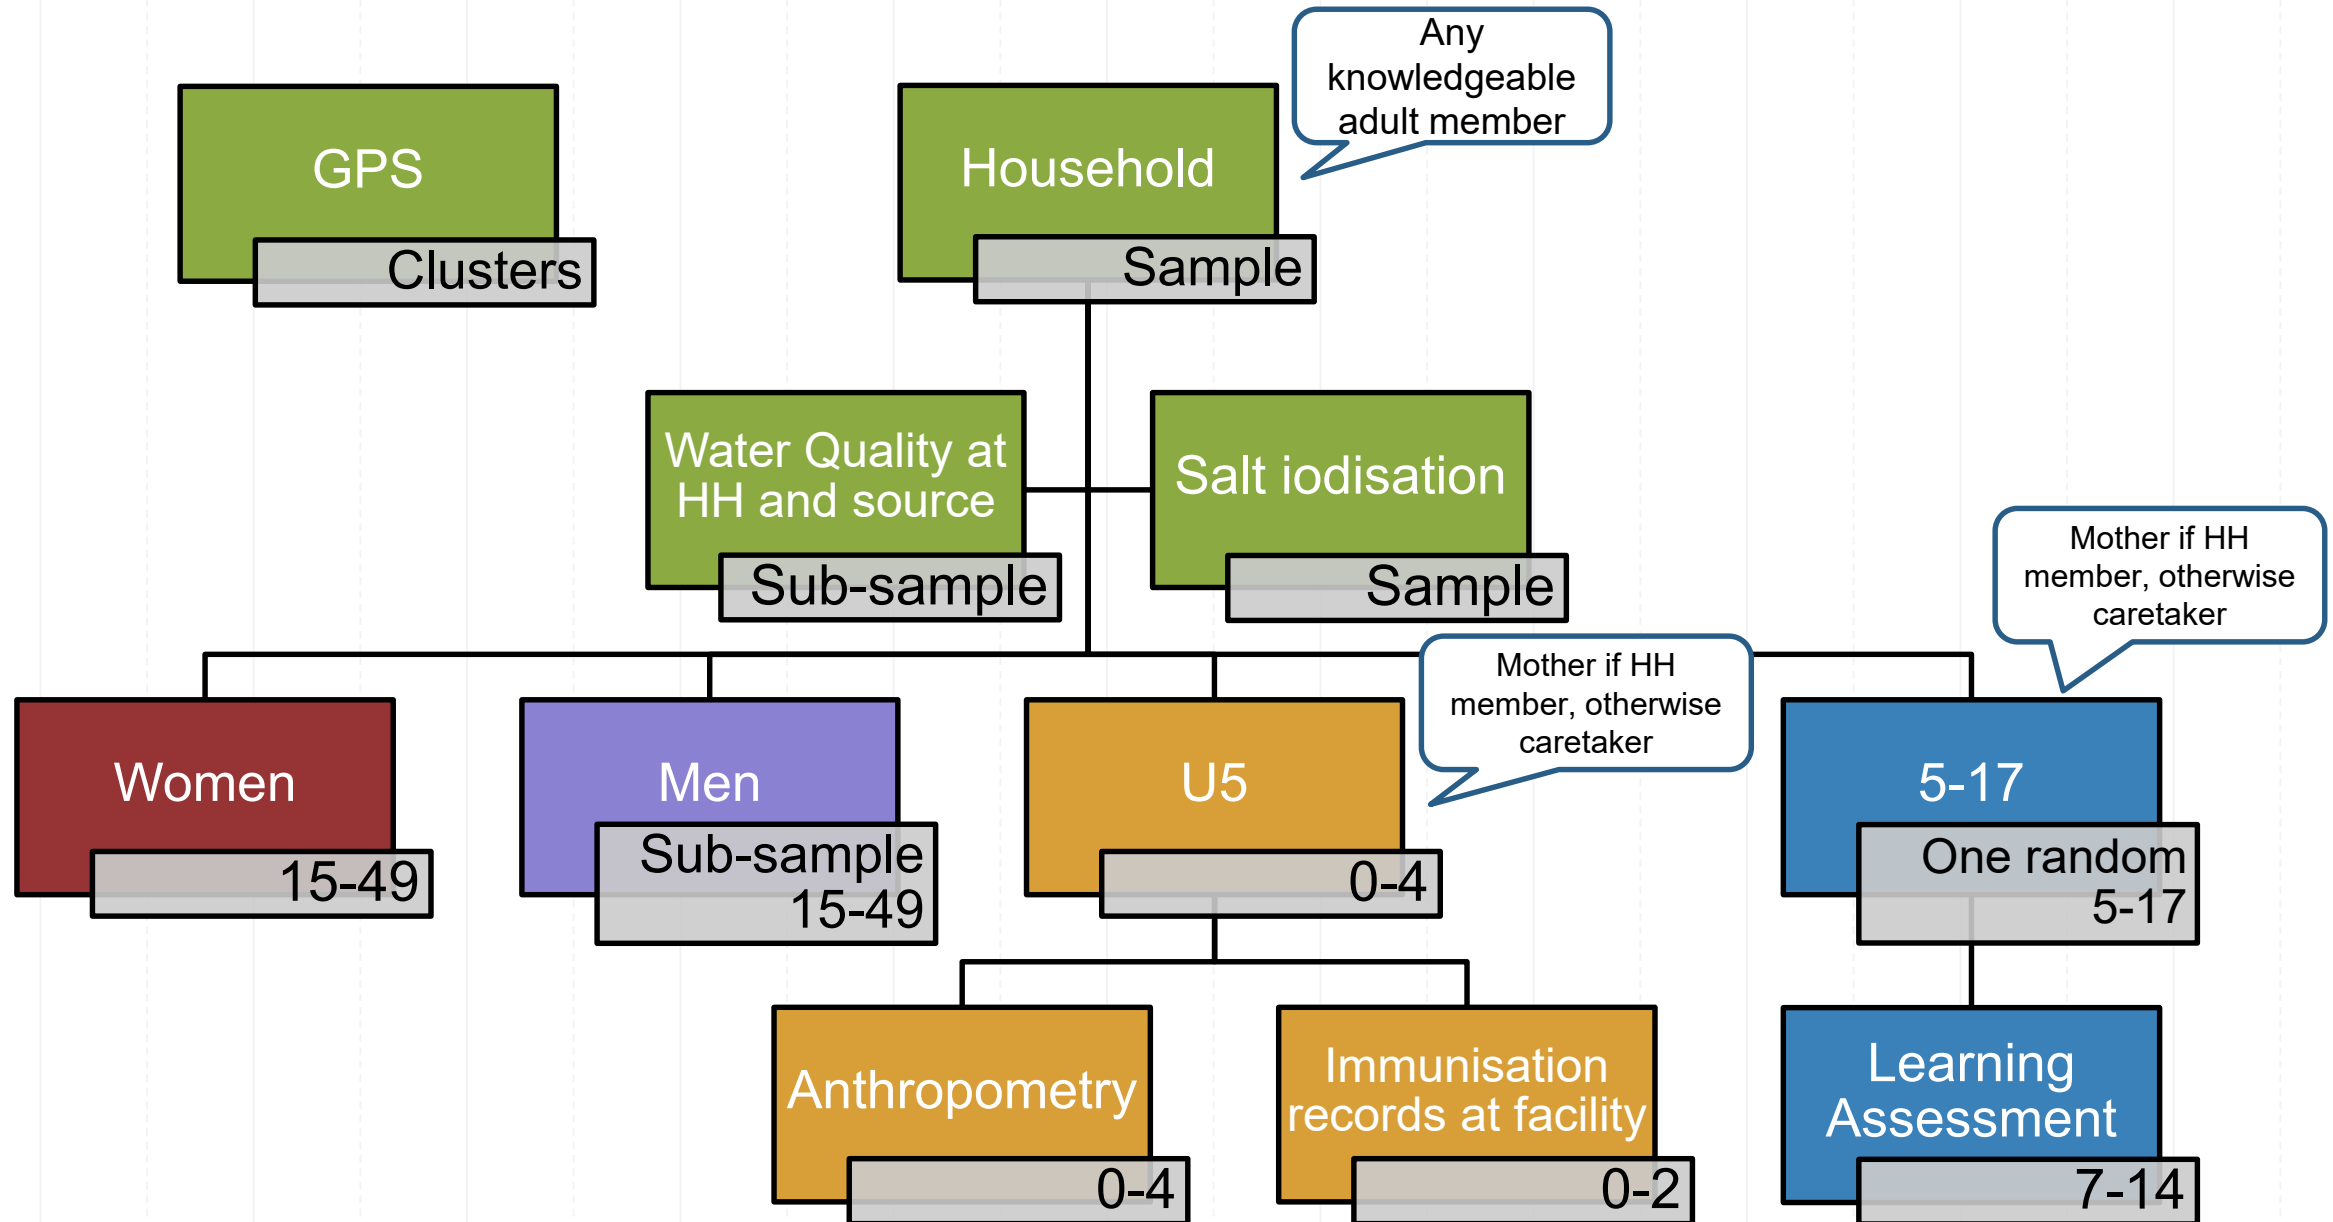 Any
knowledgeable
adult member
GPS
Clusters
Household
Sample
Water Quality at
HH and source
Sub-sample
Salt iodisation
Sample
Mother if HH
member, otherwise
caretaker
Mother if HH
member, otherwise
caretaker
Women
15-49
Men
Sub-sample
15-49
U5
0-4
5-17
One random
5-17
Anthropometry
0-4
Immunisation
records at facility
0-2
Learning
Assessment
7-14